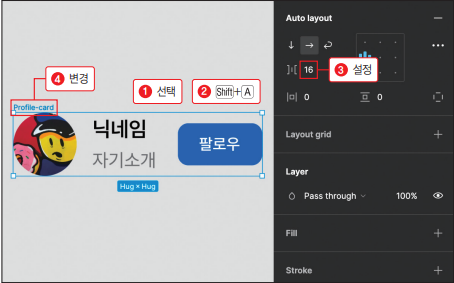 4 변경
1 선택
2 Shift+A
Profile-card
닉네임
자기소개
팔로우
Hug × Hug
Auto layout
16
3 설정
0
0
Layout grid
Layer
Pass through
100%
Fill
Stroke